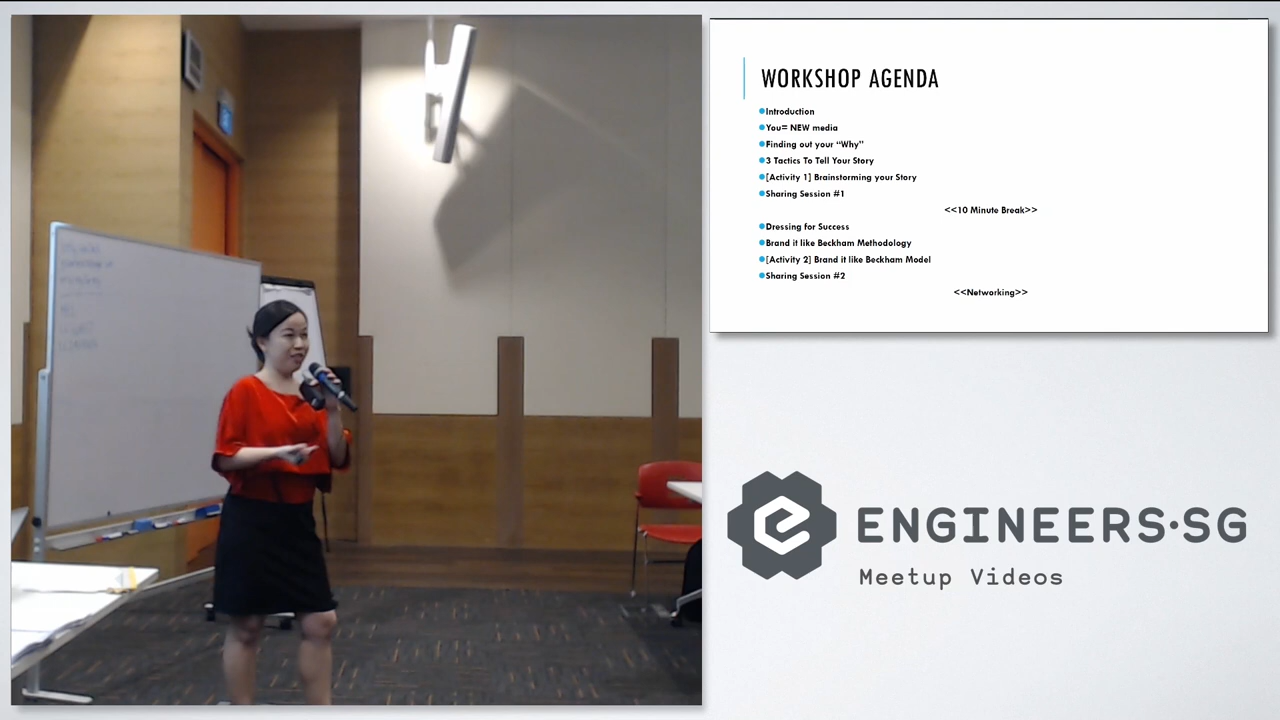 WORKSHOP AGENDA
Introduction
You= NEW media
Finding out your “Why”
3 Tactics To Tell Your Story
[Activity 1] Brainstorming your Story
Sharing Session #1
<<10 Minute Break>>
Dressing for Success
Brand it like Beckham Methodology
[Activity 2] Brand it like Beckham Model
Sharing Session #2
<<Networking>>
ENGINEERS·SG
Meetup Videos